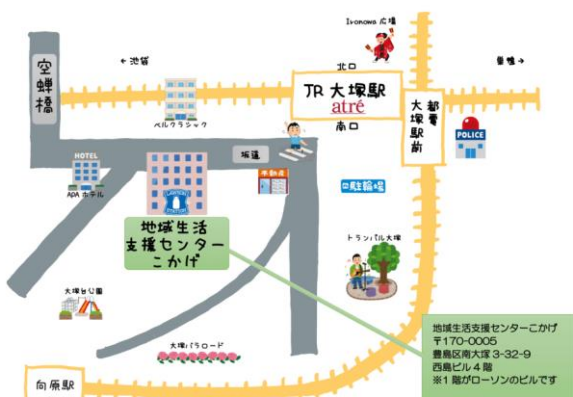 Ironowa 広場
←池袋
巣鴨→
北口
空蝉橋
JR 大塚駅
atré
都電
大塚駅前
南口
POLICE
ベルクラシック
坂道
HOTEL
APA ホテル
不動産
駐輪場
LAWSON
STATION
地域生活
支援センター
こかげ
トランパル大塚
大塚台公園
大塚バラロード
向原駅
地域生活支援センターこかげ
〒170-0005
豊島区南大塚 3-32-9
西島ビル 4 階
※1 階がローソンのビルです